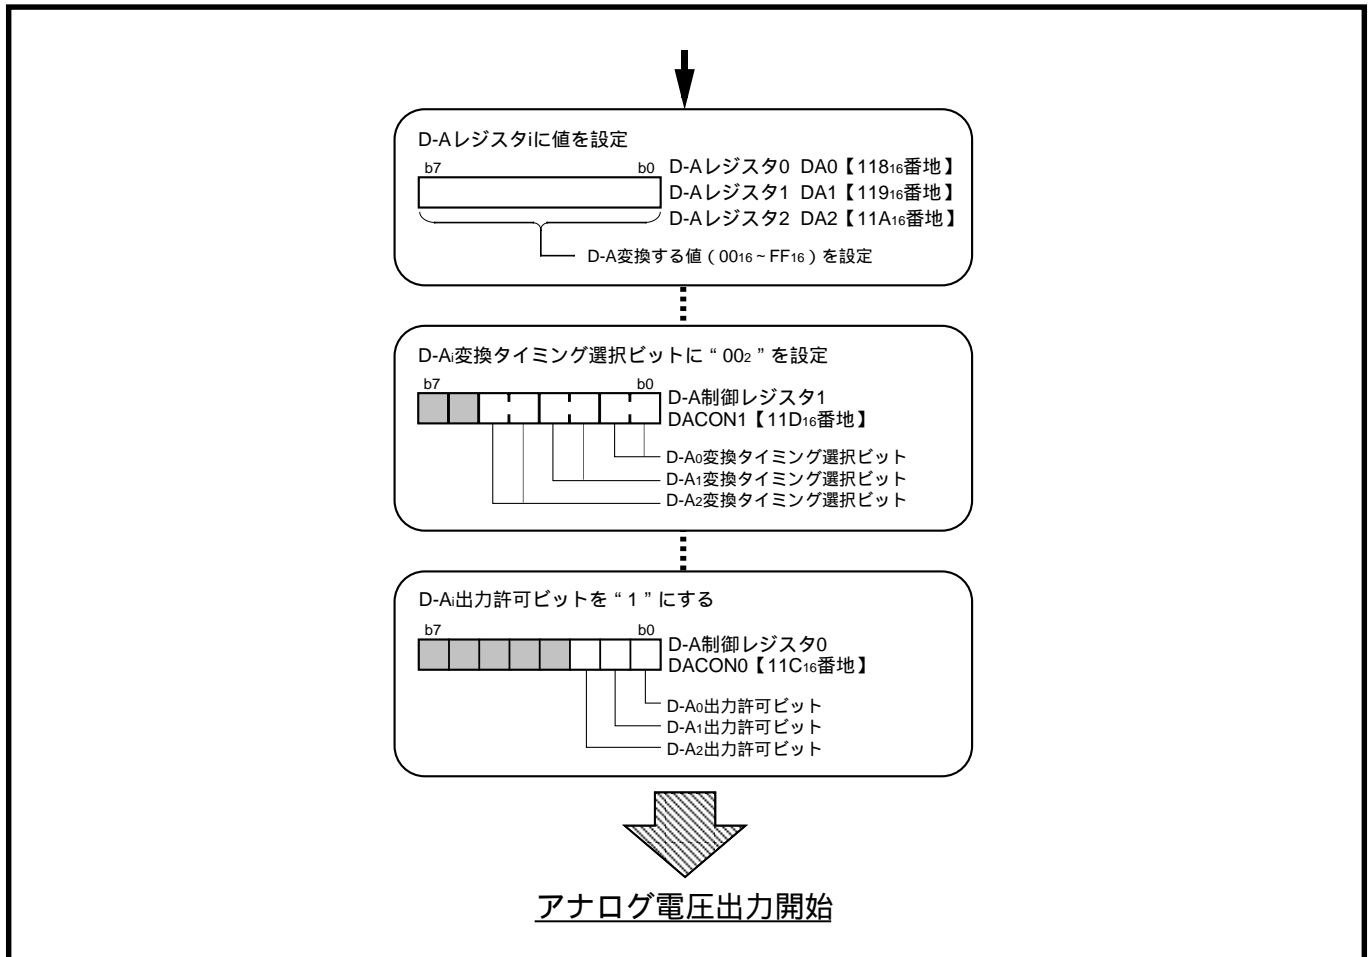 D-Aレジスタiに値を設定
b7 b0
D-Aレジスタ0 DA0【11816番地】
D-Aレジスタ1 DA1【11916番地】
D-Aレジスタ2 DA2【11A16番地】
D-A変換する値（0016~FF16）を設定
D-Ai変換タイミング選択ビットに“002”を設定
b7 b0
D-A制御レジスタ1
DACON1【11D16番地】
D-A0変換タイミング選択ビット
D-A1変換タイミング選択ビット
D-A2変換タイミング選択ビット
D-Ai出力許可ビットを“1”にする
b7 b0
D-A制御レジスタ0
DACON0【11C16番地】
D-A0出力許可ビット
D-A1出力許可ビット
D-A2出力許可ビット
アナログ電圧出力開始